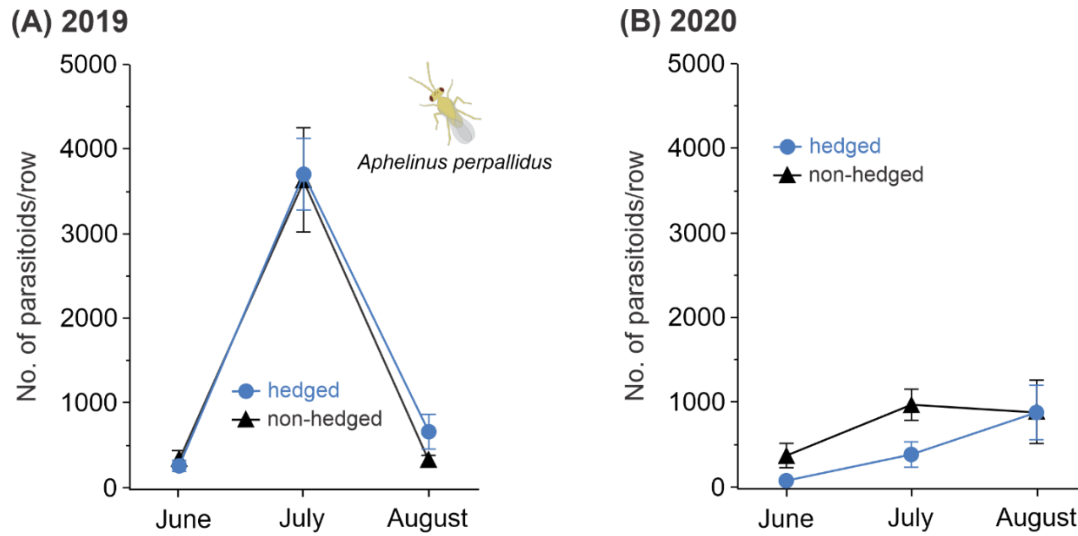 (A) 2019
No. of parasitoids/row
5000
4000
3000
2000
1000
0
Aphelinus perpallidus
hedged
non-hedged
June
July
August
(B) 2020
No. of parasitoids/row
5000
4000
3000
2000
1000
0
hedged
non-hedged
June
July
August